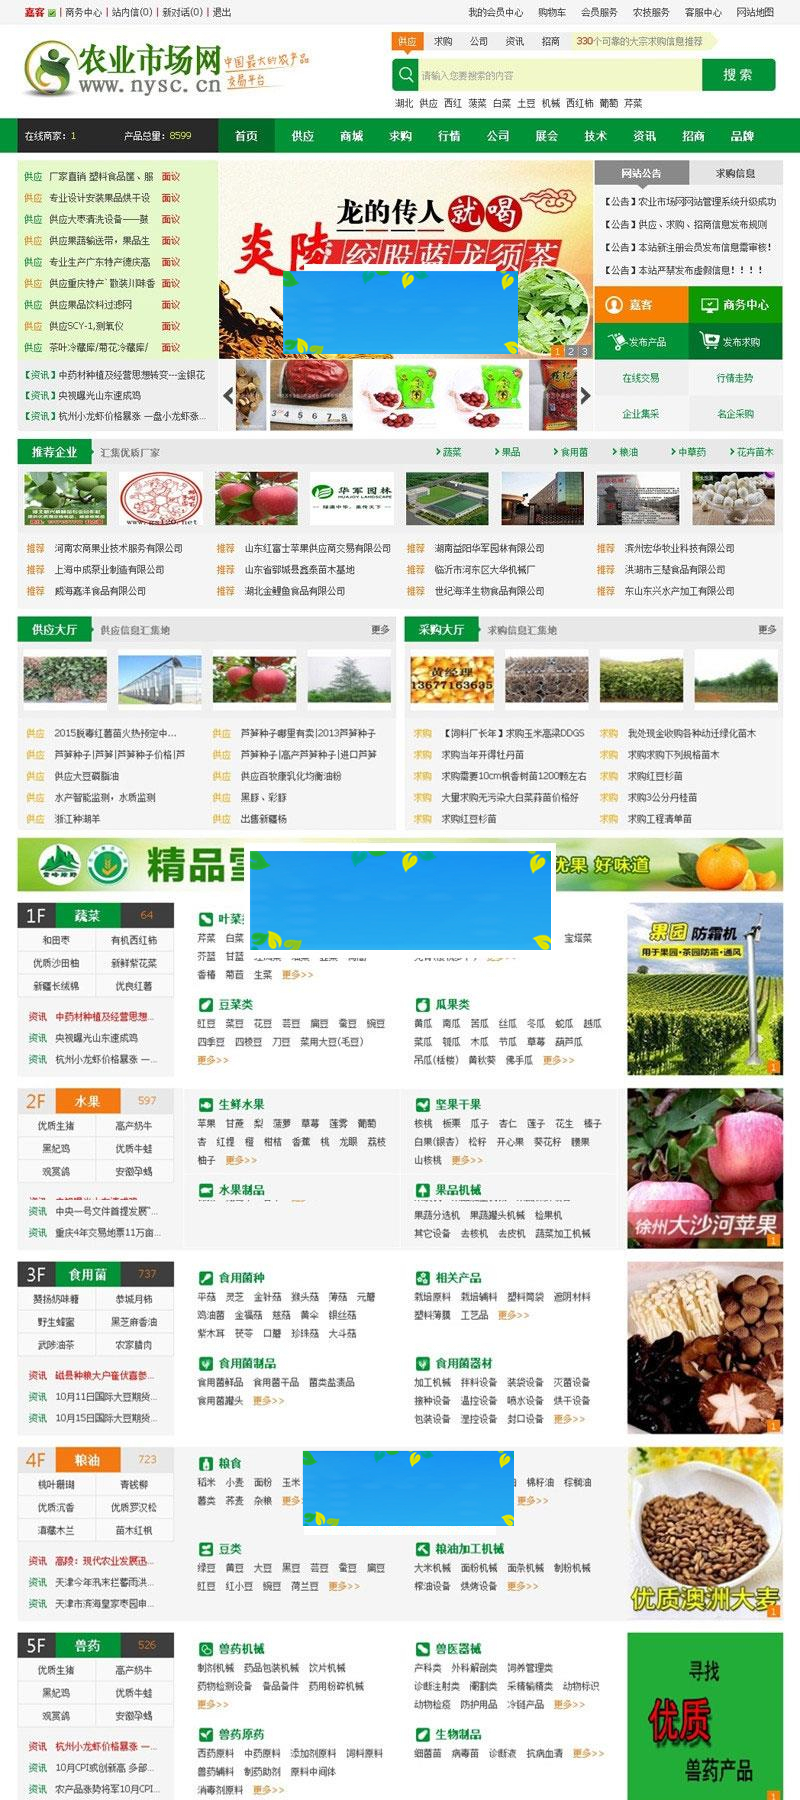 嘉客 | 商务中心 | 站内信(0) | 新对话(0) | 退出
我的会员中心 购物车 会员服务 农技服务 客服中心 网站地图
农业市场网
www.nysc.cn
中国最大的农产品
交易平台
供应 求购 公司 资讯 招商 330个可靠的大宗求购信息推荐
请输入您要搜索的内容
搜 索
湖北 供应 西红 菠菜 白菜 土豆 机械 西红柿 葡萄 芹菜
在线商家：1 产品总量：8599
首页 供应 商城 求购 行情 公司 展会 技术 资讯 招商 品牌
供应 厂家直销 塑料食品筐、服 面议
供应 专业设计安装果品烘干设 面议
供应 供应大枣清洗设备——鼓 面议
供应 供应果蔬输送带，果品生 面议
供应 专业生产广东特产德庆高 面议
供应 供应重庆特产`戳装川味香 面议
供应 供应果品饮料过滤网 面议
供应 供应SCY-1,测氧仪 面议
供应 茶叶冷藏库/菊花冷藏库/ 面议
龙的传人就喝
炎陵绞股蓝龙须茶
1 2 3
网站公告 求购信息
【公告】农业市场网网站管理系统升级成功
【公告】供应、求购、招商信息发布规则
【公告】本站新注册会员发布信息需审核！
【公告】本站严禁发布虚假信息！！！！
嘉客 商务中心
发布产品 发布求购
在线交易 行情走势
企业集采 名企采购
【资讯】中药材种植及经营思想转变---金银花
【资讯】央视曝光山东速成鸡
【资讯】杭州小龙虾价格暴涨 一盘小龙虾涨...
推荐企业 汇集优质厂家
蔬菜 果品 食用菌 粮油 中草药 花卉苗木
华军园林
HUAJOY LANDSCAPE
推荐 河南农商果业技术服务有限公司 推荐 山东红富士苹果供应商交易有限公司 推荐 湖南益阳华军园林有限公司 推荐 滨州宏华牧业科技有限公司
推荐 上海中成泵业制造有限公司 推荐 山东省郓城县鑫泰苗木基地 推荐 临沂市河东区大华机械厂 推荐 洪湖市三楚食品有限公司
推荐 威海嘉洋食品有限公司 推荐 湖北金鲤鱼食品有限公司 推荐 世纪海洋生物食品有限公司 推荐 东山东兴水产加工有限公司
供应大厅 供应信息汇集地 更多
采购大厅 求购信息汇集地 更多
黄经理
13677163635
供应 2015脱毒红薯苗火热预定中... 供应 芦笋种子哪里有卖|2013芦笋种子
供应 芦笋种子|芦笋|芦笋种子价格|芦 供应 芦笋种子|高产芦笋种子|进口芦笋
供应 供应大豆磷脂油 供应 供应百牧康乳化均衡油粉
供应 水产智能监测，水质监测 供应 黑豚、彩豚
供应 浙江种湖羊 供应 出售新疆杨
求购 【饲料厂长年】求购玉米高梁DDGS 求购 我处现金收购各种动迁绿化苗木
求购 求购当年开得牡丹苗 求购 求购求购下列规格苗木
求购 求购需要10cm枫香树苗1200颗左右 求购 求购红豆杉苗
求购 大量求购无污染大白菜蒜苗价格好 求购 求购3公分丹桂苗
求购 求购红豆杉苗 求购 求购工程清单苗
精品 优果 好味道
1F 蔬菜 64
和田枣 有机西红柿
优质沙田柚 新鲜紫花菜
新疆长绒棉 优良红薯
资讯 中药材种植及经营思想...
资讯 央视曝光山东速成鸡
资讯 杭州小龙虾价格暴涨 一...
叶菜
芹菜 白菜 宝塔菜
芥蓝 甘蓝
香椿 菊苣 生菜 更多>>
豆菜类
豇豆 菜豆 花豆 芸豆 扁豆 蚕豆 豌豆
四季豆 四棱豆 刀豆 菜用大豆(毛豆)
更多>>
瓜果类
黄瓜 南瓜 苦瓜 丝瓜 冬瓜 蛇瓜 越瓜
菜瓜 瓠瓜 木瓜 节瓜 草莓 葫芦瓜
吊瓜(栝楼) 黄秋葵 佛手瓜 更多>>
果园 防霜机
用于果园·茶园防霜·通风
1
2F 水果 597
优质生猪 高产奶牛
黑妃鸡 优质牛蛙
观赏鸽 安徽孕蝎
资讯 中央一号文件首提发展“...
资讯 重庆4年交易地票11万亩...
生鲜水果
苹果 甘蔗 梨 菠萝 草莓 莲雾 葡萄
杏 红提 橙 柑桔 香蕉 桃 龙眼 荔枝
柚子 更多>>
坚果干果
核桃 板栗 瓜子 杏仁 莲子 花生 榛子
白果(银杏) 松籽 开心果 葵花籽 腰果
山核桃 更多>>
水果制品
果品机械
果蔬分选机 果蔬罐头机械 检果机
其它设备 去核机 去皮机 蔬菜加工机械
徐州大沙河苹果
1
3F 食用菌 737
赞扬奶味糖 恭城月柿
野生蜂蜜 黑芝麻香油
武陟油茶 农家腊肉
资讯 磁县种粮大户崔伏喜参...
资讯 10月11日国际大豆期货...
资讯 10月15日国际大豆期货...
食用菌种
平菇 灵芝 金针菇 猴头菇 薄菇 元蘑
鸡油菌 金福菇 慈菇 黄伞 银丝菇
紫木耳 茯苓 口蘑 珍珠菇 大斗菇
相关产品
栽培原料 栽培辅料 塑料筒袋 遮阴材料
塑料薄膜 工艺品 更多>>
食用菌制品
食用菌鲜品 食用菌干品 菌类盐渍品
食用菌罐头 更多>>
食用菌器材
加工机械 拌料设备 装袋设备 灭菌设备
接种设备 温控设备 喷水设备 烘干设备
包装设备 湿控设备 封口设备 更多>>
1
4F 粮油 723
桃叶珊瑚 青钱柳
优质沉香 优质罗汉松
滇藏木兰 苗木红枫
资讯 高陵：现代农业发展迅...
资讯 天津今年汛末拦蓄雨洪...
资讯 天津市滨海皇家枣园申...
粮食
稻米 小麦 面粉 玉米
薯类 荞麦 杂粮 更多
棉籽油 棕榈油
更多>>
豆类
绿豆 黄豆 大豆 黑豆 芸豆 蚕豆 扁豆
豇豆 红小豆 豌豆 荷兰豆 更多>>
粮油加工机械
大米机械 面粉机械 面条机械 制粉机械
榨油设备 烘烤设备 更多>>
优质澳洲大麦
1
5F 兽药 526
优质生猪 高产奶牛
黑妃鸡 优质牛蛙
观赏鸽 安徽孕蝎
资讯 杭州小龙虾价格暴涨 一...
资讯 10月CPI或创新高 多部...
资讯 农产品涨势将军10月CPI...
兽药机械
制剂机械 药品包装机械 饮片机械
药物检测设备 备品备件 药用粉碎机械
更多>>
兽医器械
产科类 外科解剖类 饲养管理类
诊断注射类 阉割类 采精输精类 动物标识
动物检疫 防护用品 冷链产品 更多>>
兽药原药
西药原料 中药原料 添加剂原料 饲料原料
兽药辅料 制药助剂 原料中间体
消毒剂原料 更多>>
生物制品
细菌苗 病毒苗 诊断液 抗病血清 更多>>
寻找
优质
兽药产品
1